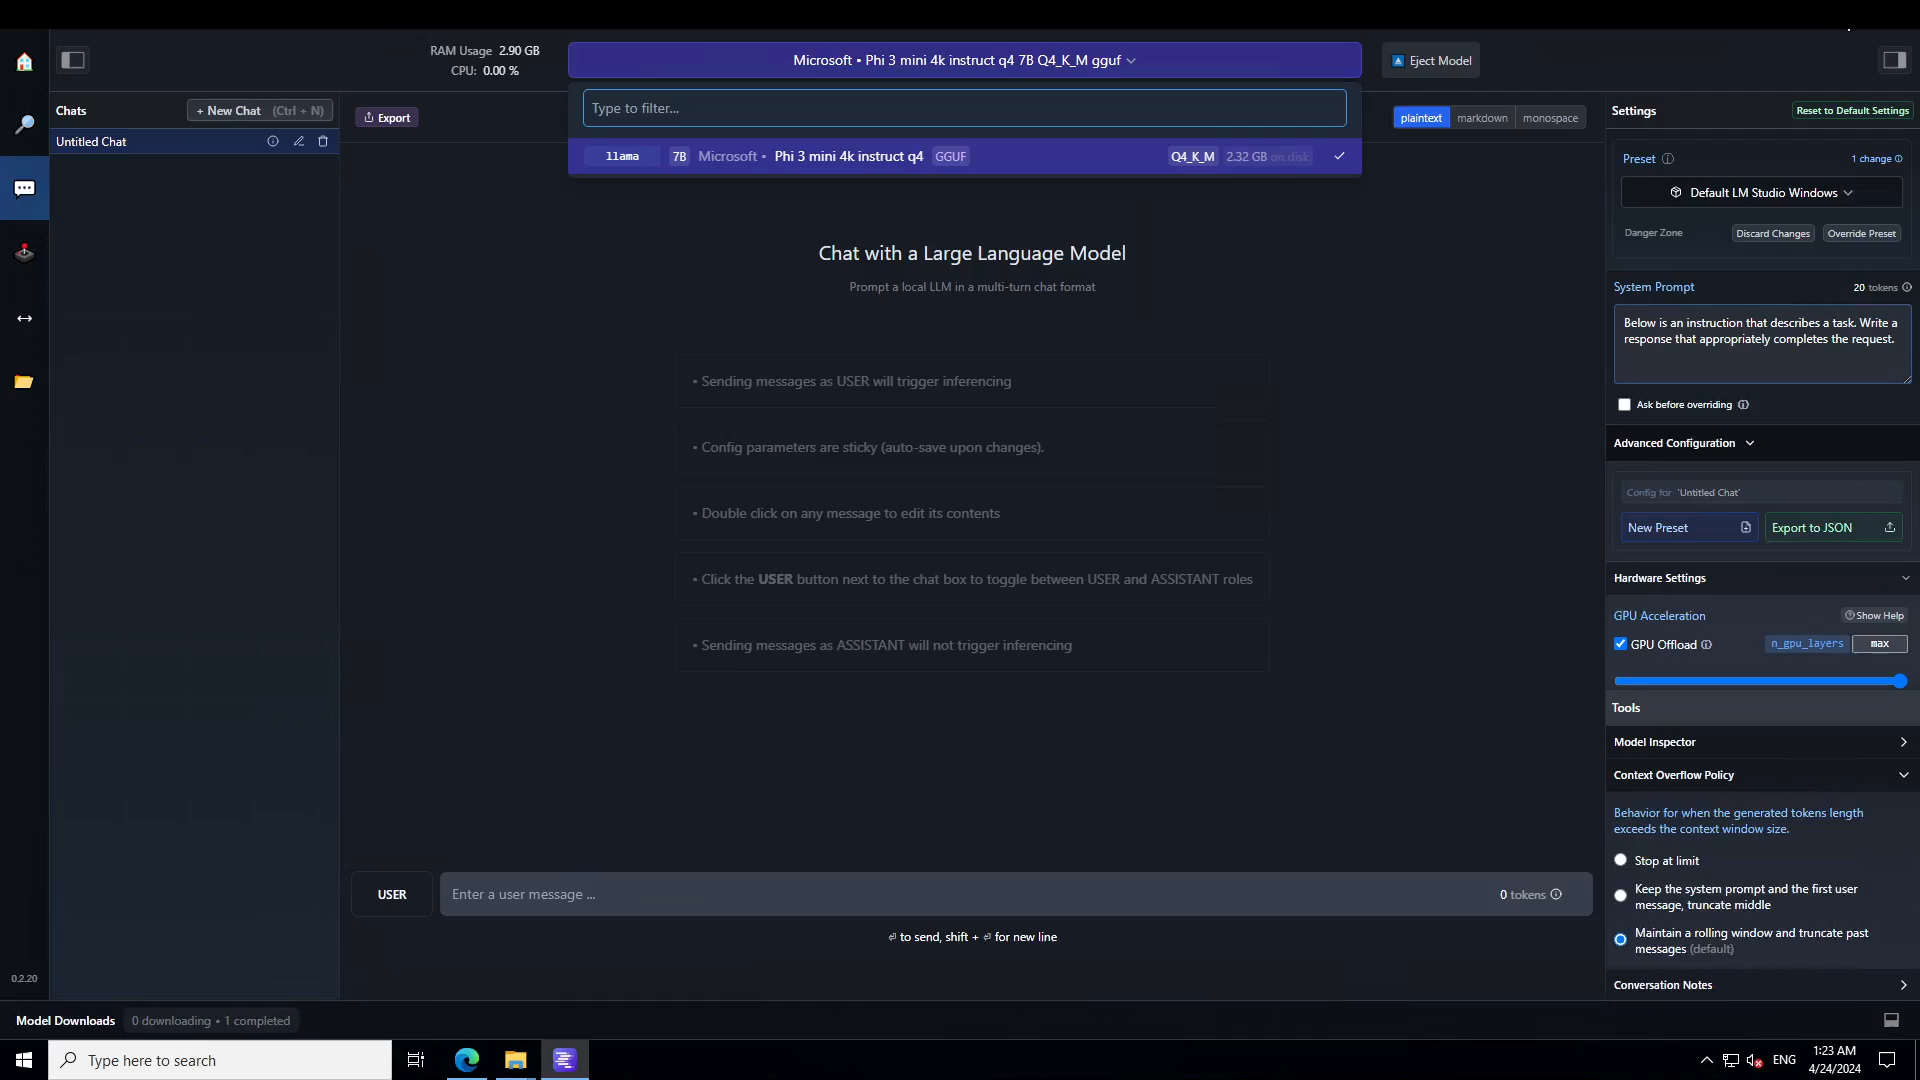 RAM Usage 2.90 GB
CPU: 0.00 %
Microsoft • Phi 3 mini 4k instruct q4 7B Q4_K_M gguf
Eject Model
Chats
+ New Chat (Ctrl + N)
Untitled Chat
Export
Type to filter...
llama 7B Microsoft • Phi 3 mini 4k instruct q4 GGUF Q4_K_M 2.32 GB on disk
plaintext markdown monospace
Chat with a Large Language Model
Prompt a local LLM in a multi-turn chat format
• Sending messages as USER will trigger inferencing
• Config parameters are sticky (auto-save upon changes).
• Double click on any message to edit its contents
• Click the USER button next to the chat box to toggle between USER and ASSISTANT roles
• Sending messages as ASSISTANT will not trigger inferencing
USER
Enter a user message ...
0 tokens
⏎ to send, shift + ⏎ for new line
Settings
Reset to Default Settings
Preset
1 change
Default LM Studio Windows
Danger Zone
Discard Changes
Override Preset
System Prompt
20 tokens
Below is an instruction that describes a task. Write a
response that appropriately completes the request.
Ask before overriding
Advanced Configuration
Config for 'Untitled Chat'
New Preset
Export to JSON
Hardware Settings
GPU Acceleration
Show Help
GPU Offload
n_gpu_layers
max
Tools
Model Inspector
Context Overflow Policy
Behavior for when the generated tokens length
exceeds the context window size.
Stop at limit
Keep the system prompt and the first user
message, truncate middle
Maintain a rolling window and truncate past
messages (default)
Conversation Notes
0.2.20
Model Downloads
0 downloading • 1 completed
Type here to search
ENG
1:23 AM
4/24/2024